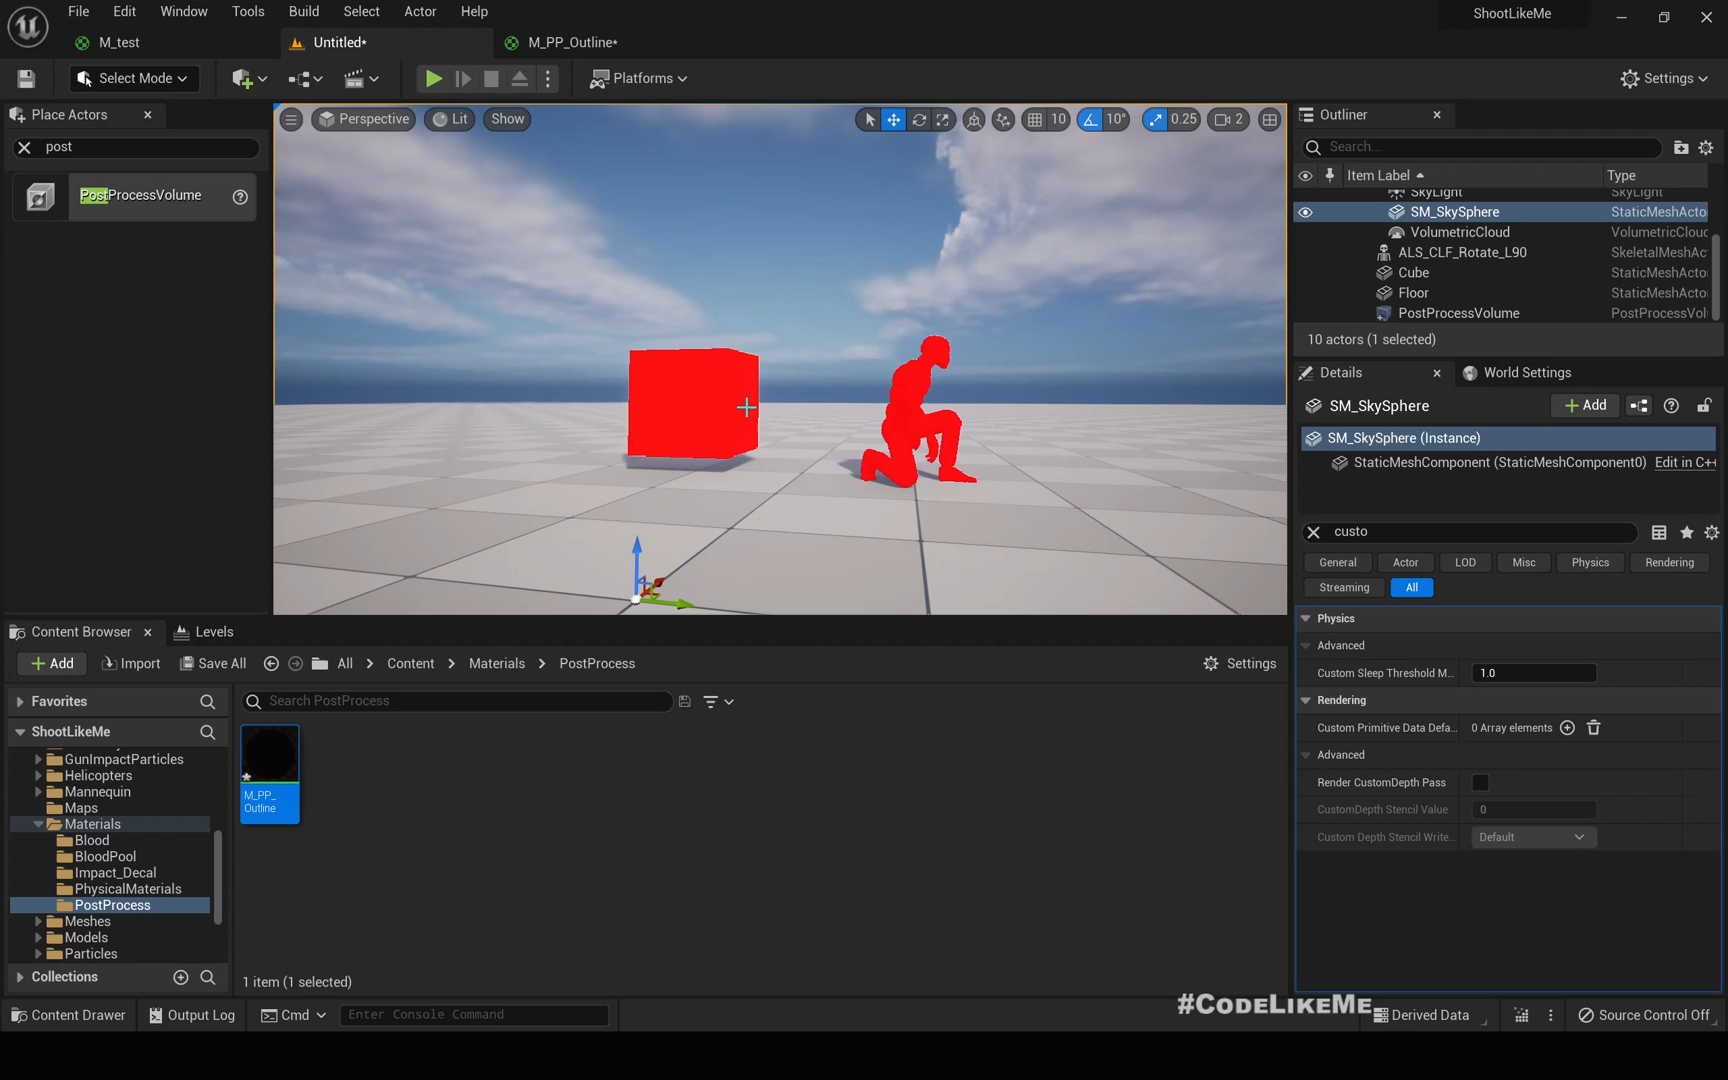 File Edit Window Tools Build Select Actor Help
ShootLikeMe
M_test
Untitled*
M_PP_Outline*
Select Mode
Platforms
Settings
Place Actors
post
PostProcessVolume
Perspective
Lit
Show
10
10°
0.25
2
Outliner
Search...
Item Label
Type
SkyLight SkyLight
SM_SkySphere StaticMeshActo
VolumetricCloud VolumetricCloud
ALS_CLF_Rotate_L90 SkeletalMeshAc
Cube StaticMeshActo
Floor StaticMeshActo
PostProcessVolume PostProcessVol
10 actors (1 selected)
Details
World Settings
SM_SkySphere
Add
SM_SkySphere (Instance)
StaticMeshComponent (StaticMeshComponent0) Edit in C++
custo
General Actor LOD Misc Physics Rendering
Streaming All
Physics
Advanced
Custom Sleep Threshold M... 1.0
Rendering
Custom Primitive Data Defa... 0 Array elements
Advanced
Render CustomDepth Pass
CustomDepth Stencil Value 0
Custom Depth Stencil Write... Default
Content Browser
Levels
Add
Import
Save All
All > Content > Materials > PostProcess
Settings
Favorites
Search PostProcess
ShootLikeMe
GunImpactParticles
Helicopters
Mannequin
Maps
Materials
Blood
BloodPool
Impact_Decal
PhysicalMaterials
PostProcess
Meshes
Models
Particles
Collections
M_PP_
Outline
1 item (1 selected)
#CodeLikeMe
Content Drawer
Output Log
Cmd
Enter Console Command
Derived Data
Source Control Off